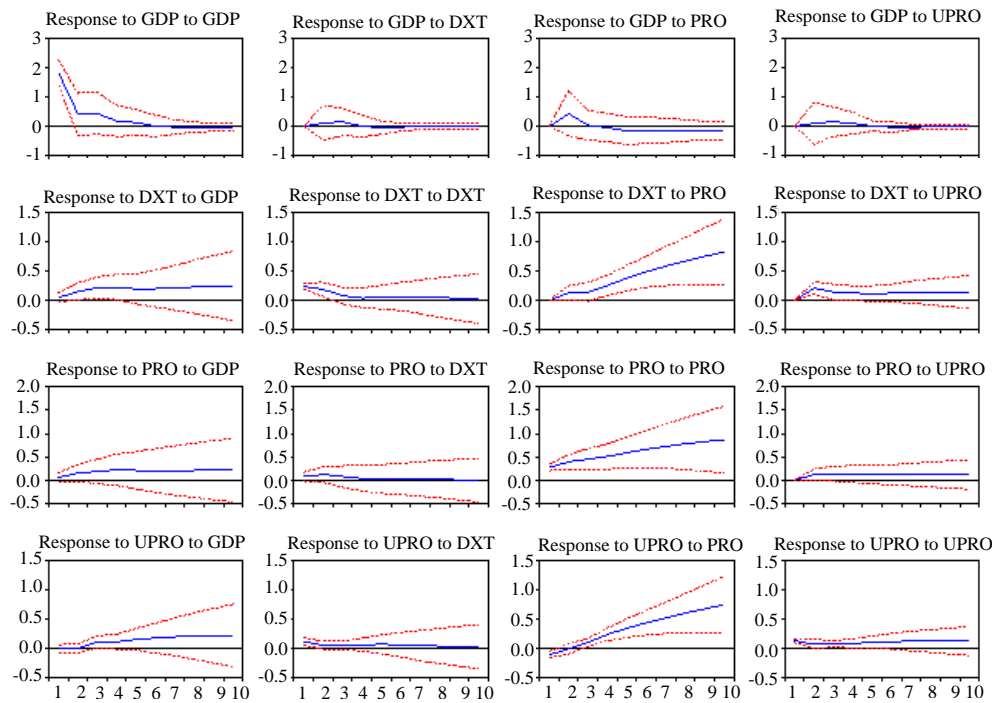 Response to GDP to GDP
Response to GDP to DXT
Response to GDP to PRO
Response to GDP to UPRO
3 3 3 3
2 2 2 2
1 1 1 1
0 0 0 0
-1 -1 -1 -1
Response to DXT to GDP
Response to DXT to DXT
Response to DXT to PRO
Response to DXT to UPRO
1.5 1.5 1.5 1.5
1.0 1.0 1.0 1.0
0.5 0.5 0.5 0.5
0.0 0.0 0.0 0.0
-0.5 -0.5 -0.5 -0.5
Response to PRO to GDP
Response to PRO to DXT
Response to PRO to PRO
Response to PRO to UPRO
2.0 2.0 2.0 2.0
1.5 1.5 1.5 1.5
1.0 1.0 1.0 1.0
0.5 0.5 0.5 0.5
0.0 0.0 0.0 0.0
-0.5 -0.5 -0.5 -0.5
Response to UPRO to GDP
Response to UPRO to DXT
Response to UPRO to PRO
Response to UPRO to UPRO
1.5 1.5 1.5 1.5
1.0 1.0 1.0 1.0
0.5 0.5 0.5 0.5
0.0 0.0 0.0 0.0
-0.5 -0.5 -0.5 -0.5
1 2 3 4 5 6 7 8 9 10
1 2 3 4 5 6 7 8 9 10
1 2 3 4 5 6 7 8 9 10
1 2 3 4 5 6 7 8 9 10